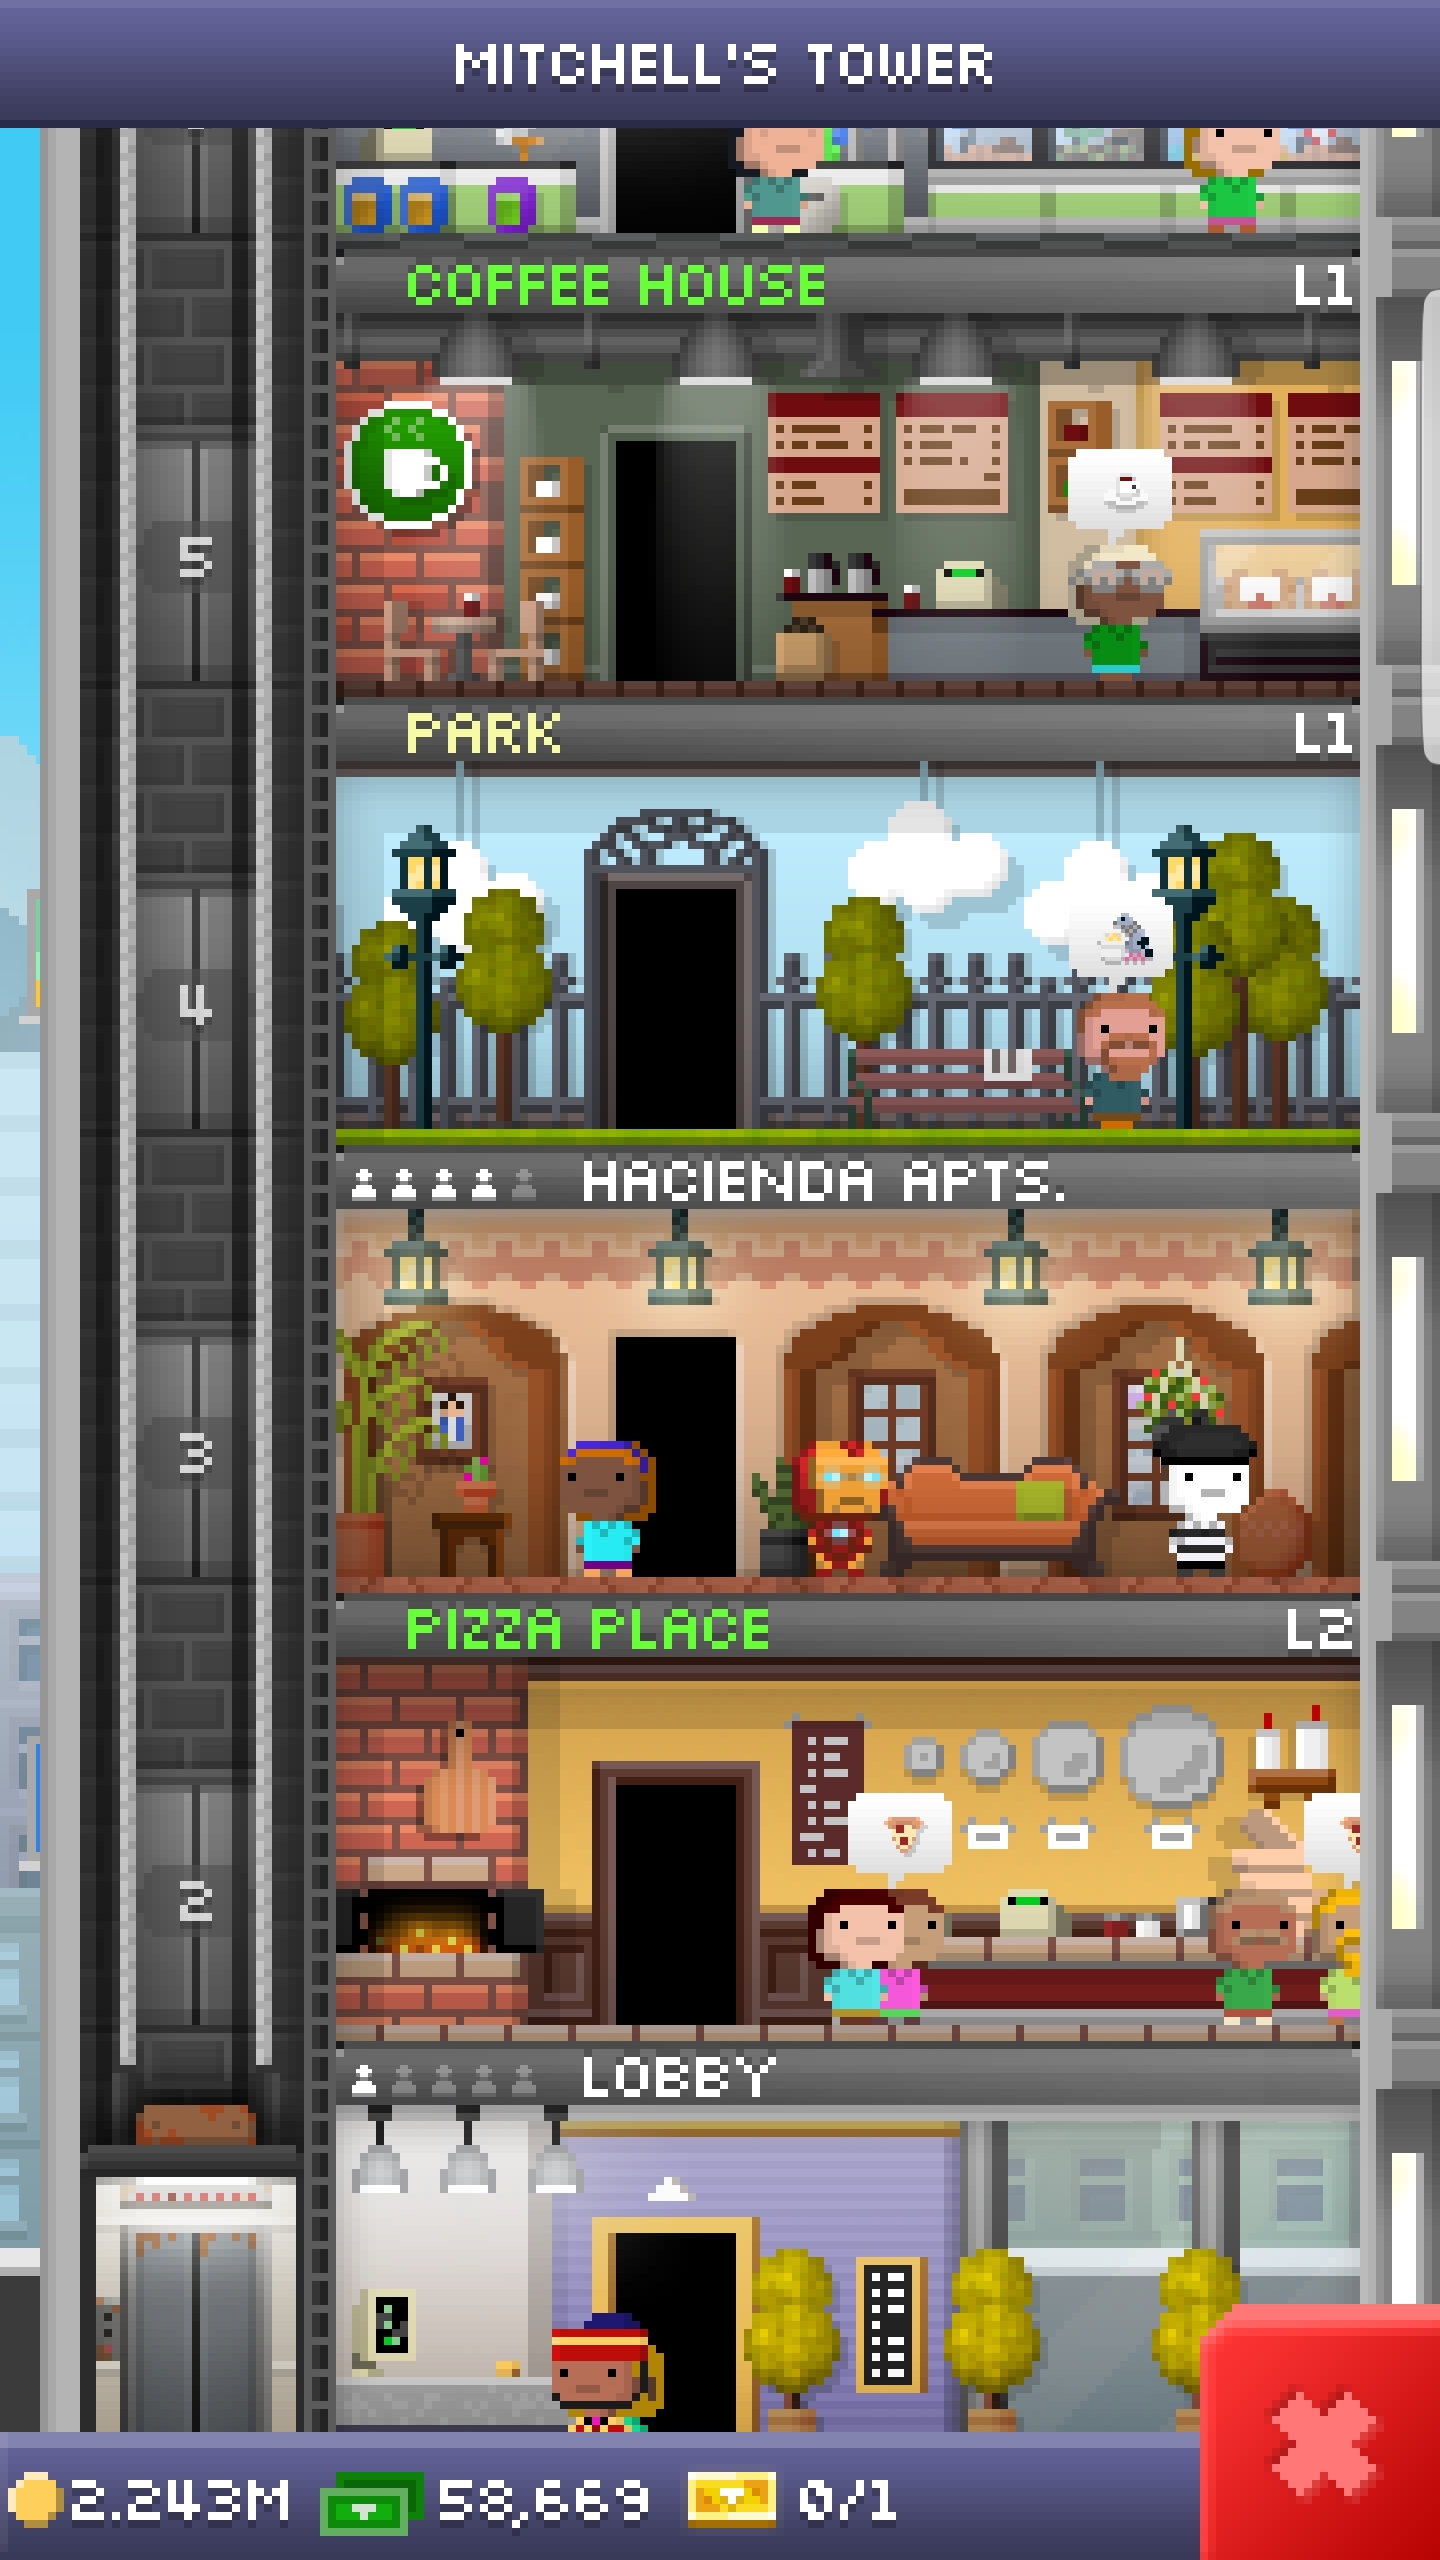 MITCHELL'S TOWER
COFFEE HOUSE L1
5
PARK L1
4
HACIENDA APTS.
3
PIZZA PLACE L2
2
LOBBY
2.243M 58,669 0/1